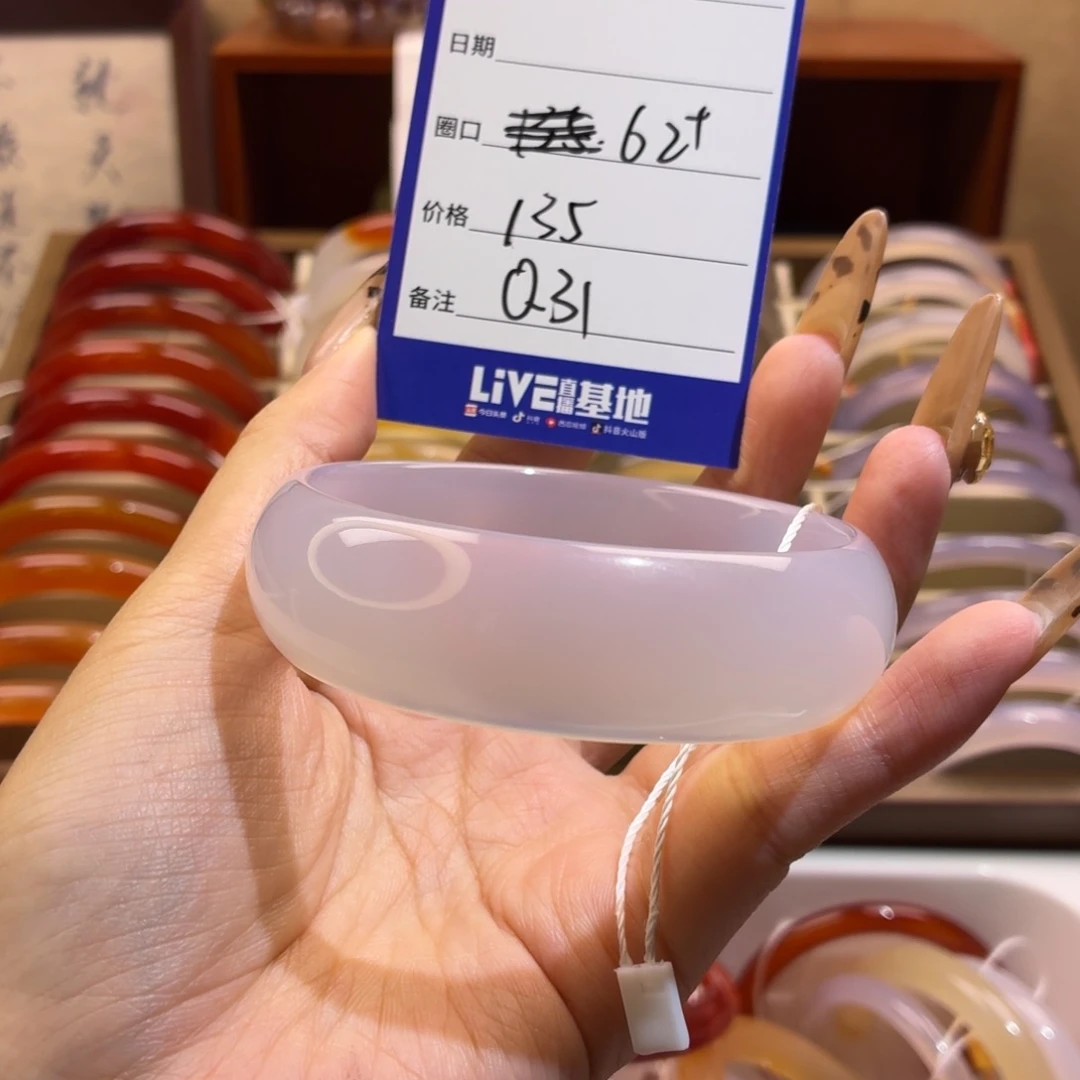 日期
圈口 62+
价格 135
备注 Q31
LiVE直播基地
今日头条 抖音 西瓜视频 抖音火山版